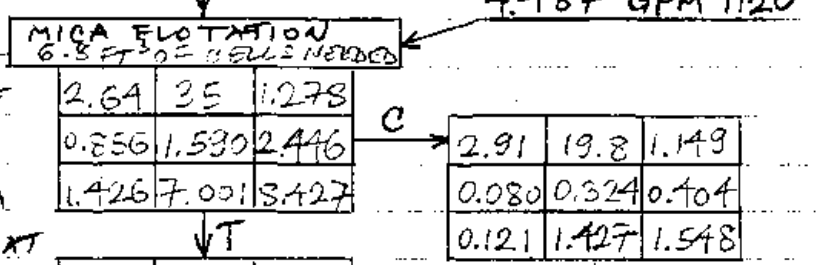 4.487 GPM H2O
MICA FLOTATION
6.8 FT³ OF CELLS NEEDED
2.64 35 1.278
0.856 1.590 2.446
1.426 7.001 8.427
C
2.91 19.8 1.149
0.080 0.324 0.404
0.121 1.427 1.548
T